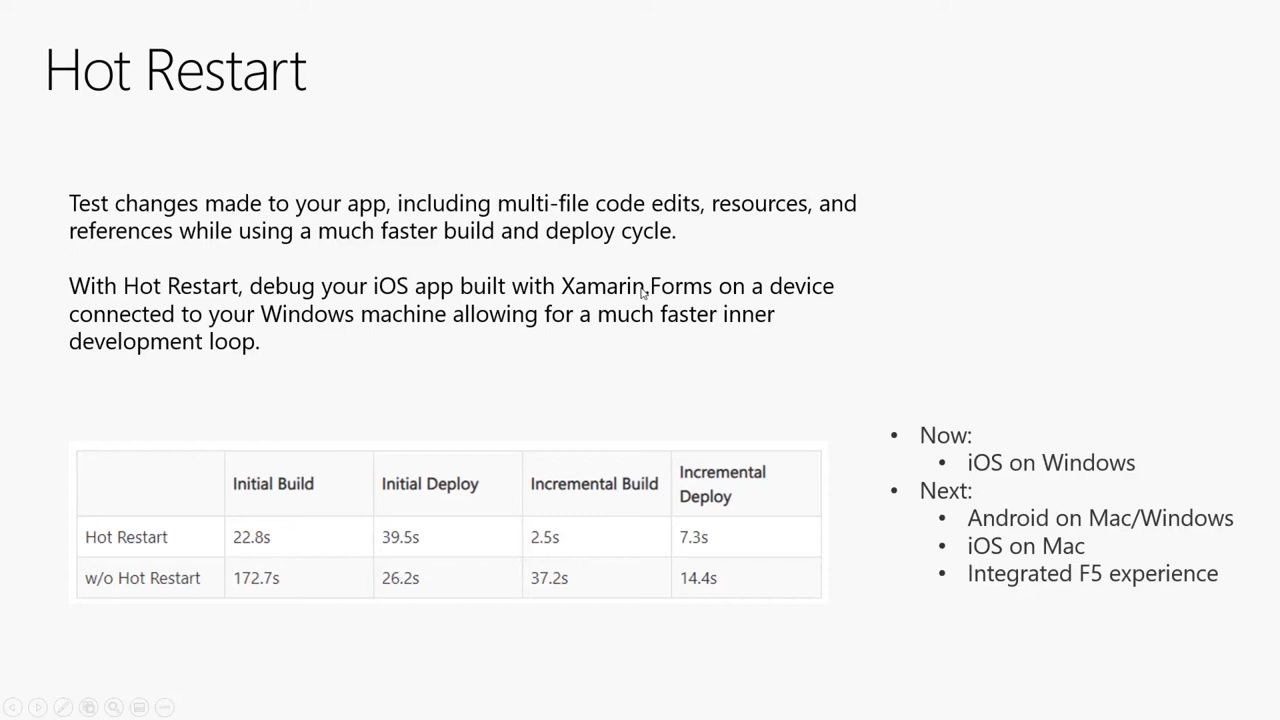 Hot Restart
Test changes made to your app, including multi-file code edits, resources, and
references while using a much faster build and deploy cycle.
With Hot Restart, debug your iOS app built with Xamarin.Forms on a device
connected to your Windows machine allowing for a much faster inner
development loop.
Initial Build Initial Deploy Incremental Build Incremental
Deploy
Hot Restart 22.8s 39.5s 2.5s 7.3s
w/o Hot Restart 172.7s 26.2s 37.2s 14.4s
• Now:
• iOS on Windows
• Next:
• Android on Mac/Windows
• iOS on Mac
• Integrated F5 experience